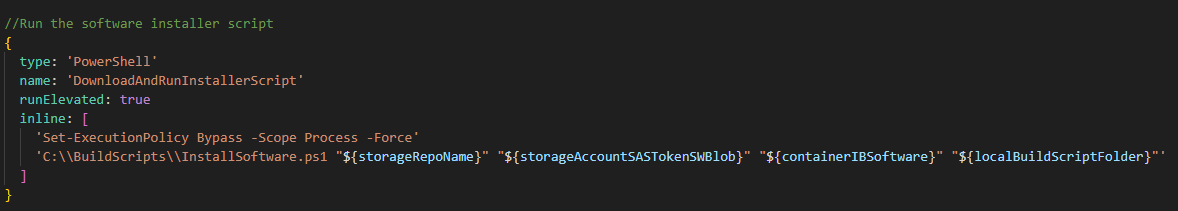 //Run the software installer script
{
type: 'PowerShell'
name: 'DownloadAndRunInstallerScript'
runElevated: true
inline: [
'Set-ExecutionPolicy Bypass -Scope Process -Force'
'C:\\BuildScripts\\InstallSoftware.ps1 "${storageRepoName}" "${storageAccountSASTokenSWBlob}" "${containerIBSoftware}" "${localBuildScriptFolder}"'
]
}